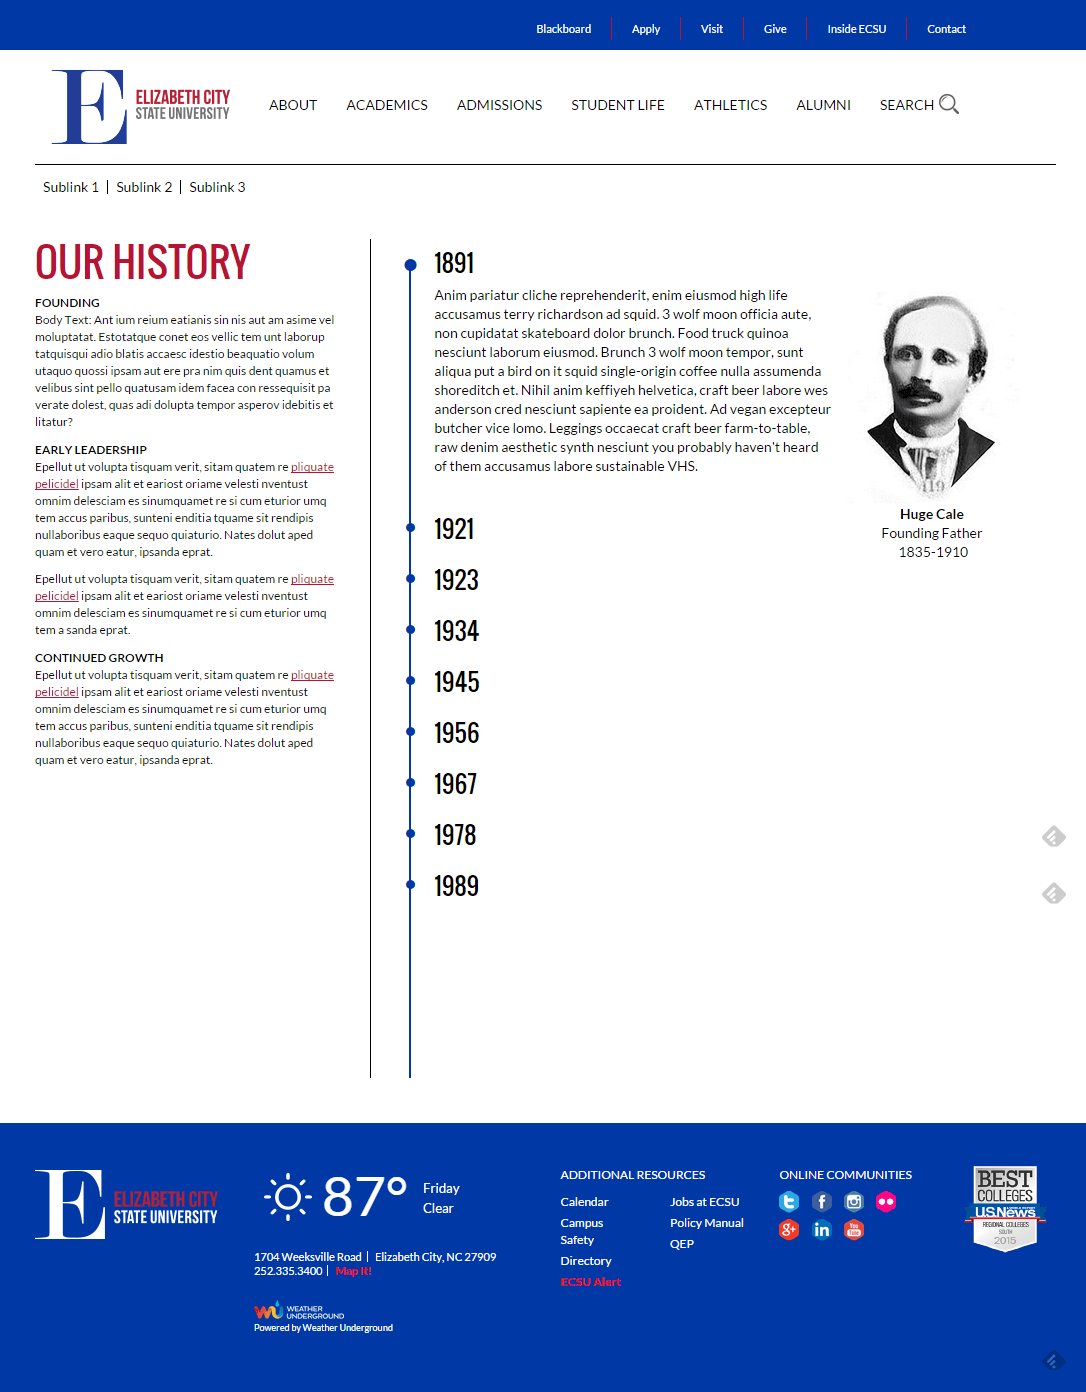 Blackboard Apply Visit Give Inside ECSU Contact
E ELIZABETH CITY
STATE UNIVERSITY
ABOUT ACADEMICS ADMISSIONS STUDENT LIFE ATHLETICS ALUMNI SEARCH
Sublink 1 | Sublink 2 | Sublink 3
OUR HISTORY
FOUNDING
Body Text: Ant ium reium eatianis sin nis aut am asime vel
moluptatat. Estotatque conet eos vellic tem unt laborup
tatquisqui adio blatis accaesc idestio beaquatio volum
utaquo quossi ipsam aut ere pra nim quis dent quamus et
velibus sint pello quatusam idem facea con ressequisit pa
verate dolest, quas adi dolupta tempor asperov idebitis et
litatur?
EARLY LEADERSHIP
Epellut ut volupta tisquam verit, sitam quatem re pliquate
pelicidel ipsam alit et eariost oriame velesti nventust
omnim delesciam es sinumquamet re si cum eturior umq
tem accus paribus, sunteni enditia tquame sit rendipis
nullaboribus eaque sequo quiaturio. Nates dolut aped
quam et vero eatur, ipsanda eprat.
Epellut ut volupta tisquam verit, sitam quatem re pliquate
pelicidel ipsam alit et eariost oriame velesti nventust
omnim delesciam es sinumquamet re si cum eturior umq
tem a sanda eprat.
CONTINUED GROWTH
Epellut ut volupta tisquam verit, sitam quatem re pliquate
pelicidel ipsam alit et eariost oriame velesti nventust
omnim delesciam es sinumquamet re si cum eturior umq
tem accus paribus, sunteni enditia tquame sit rendipis
nullaboribus eaque sequo quiaturio. Nates dolut aped
quam et vero eatur, ipsanda eprat.
1891
Anim pariatur cliche reprehenderit, enim eiusmod high life
accusamus terry richardson ad squid. 3 wolf moon officia aute,
non cupidatat skateboard dolor brunch. Food truck quinoa
nesciunt laborum eiusmod. Brunch 3 wolf moon tempor, sunt
aliqua put a bird on it squid single-origin coffee nulla assumenda
shoreditch et. Nihil anim keffiyeh helvetica, craft beer labore wes
anderson cred nesciunt sapiente ea proident. Ad vegan excepteur
butcher vice lomo. Leggings occaecat craft beer farm-to-table,
raw denim aesthetic synth nesciunt you probably haven't heard
of them accusamus labore sustainable VHS.
Huge Cale
Founding Father
1835-1910
1921
1923
1934
1945
1956
1967
1978
1989
E ELIZABETH CITY
STATE UNIVERSITY
87° Friday
Clear
1704 Weeksville Road | Elizabeth City, NC 27909
252.335.3400 | Map It!
WU WEATHER
UNDERGROUND
Powered by Weather Underground
ADDITIONAL RESOURCES
Calendar
Campus
Safety
Directory
ECSU Alert
Jobs at ECSU
Policy Manual
QEP
ONLINE COMMUNITIES
BEST
COLLEGES
U.S.News
REGIONAL COLLEGES
SOUTH
2015